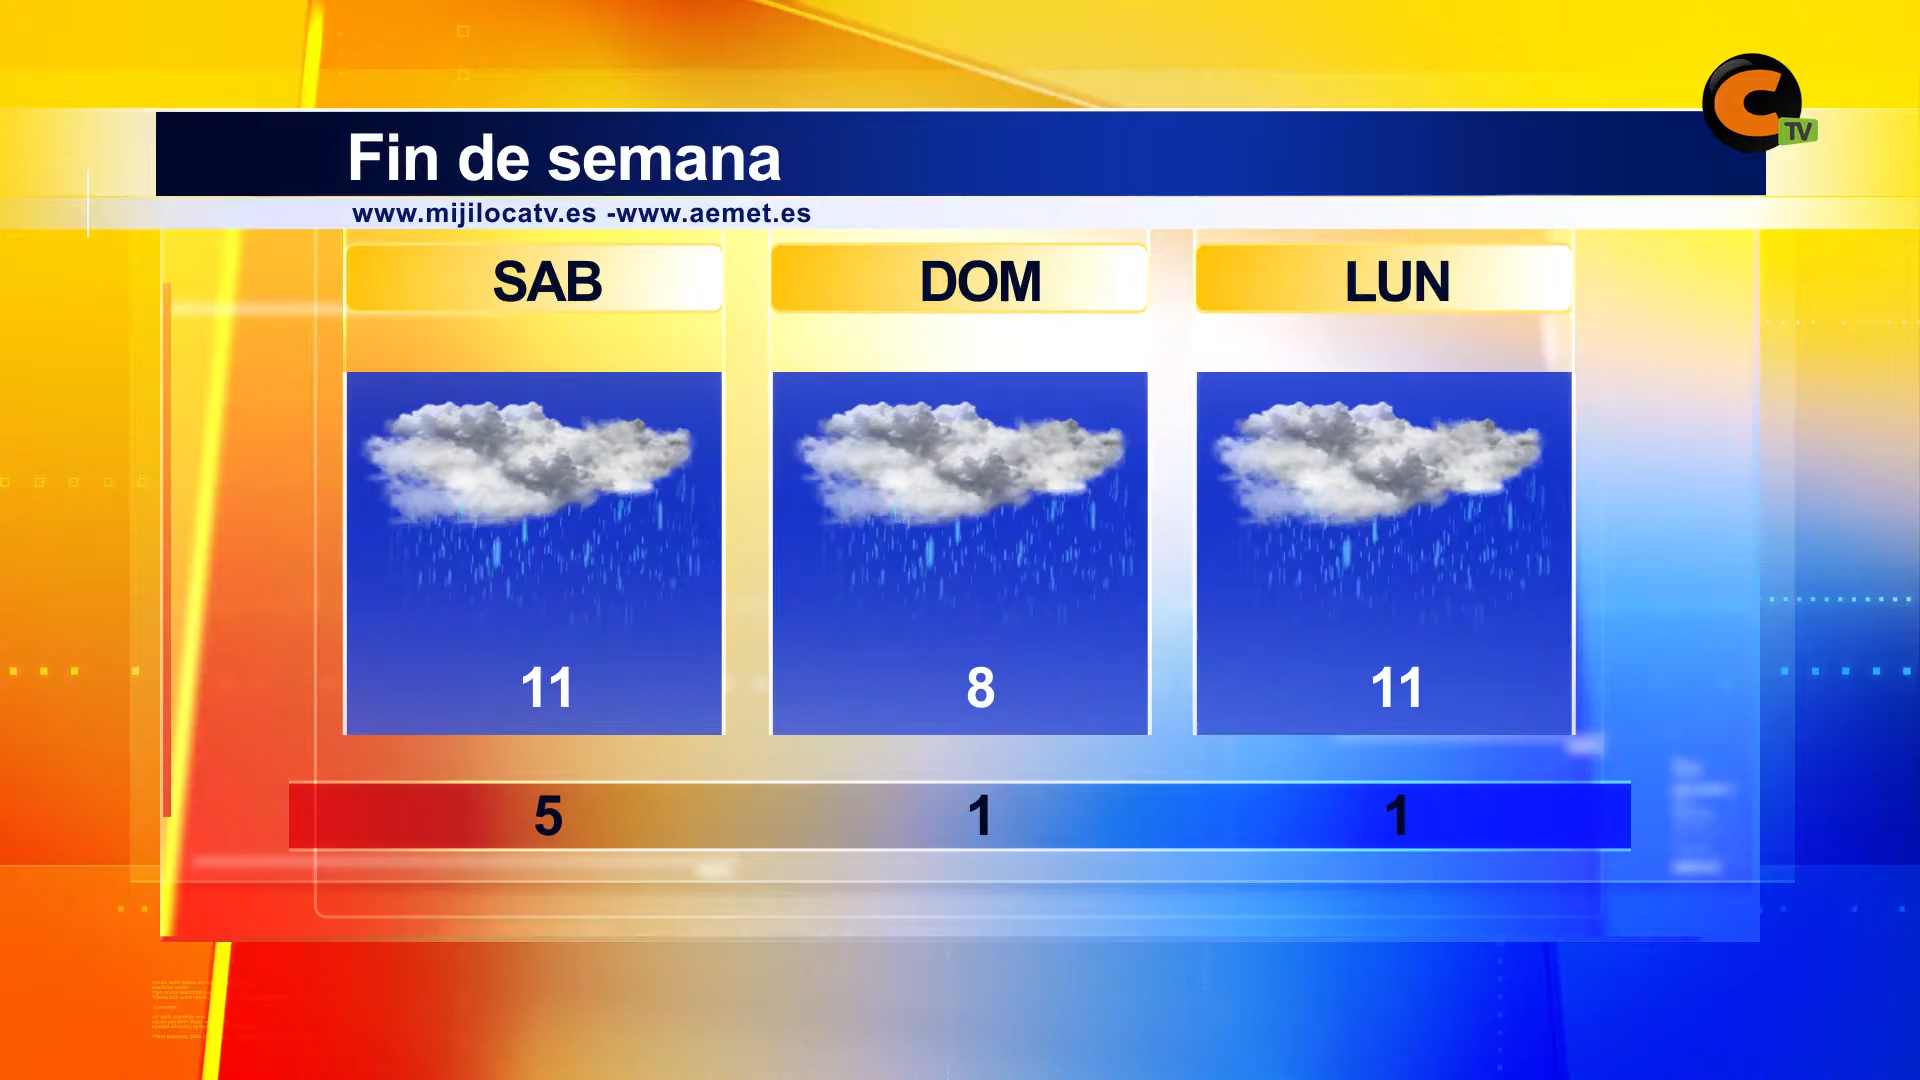 C
TV
Fin de semana
www.mijilocatv.es -www.aemet.es
SAB DOM LUN
11 8 11
5 1 1